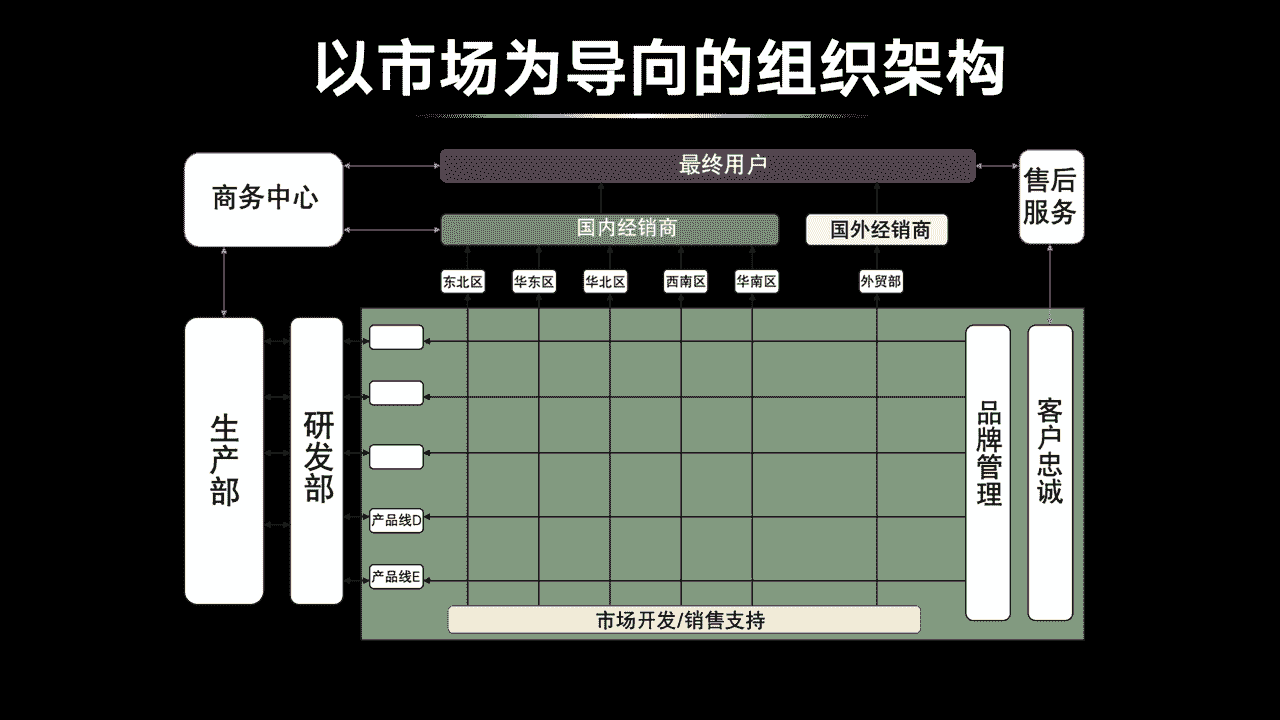 以市场为导向的组织架构
最终用户
商务中心
售后
服务
国内经销商
国外经销商
东北区
华东区
华北区
西南区
华南区
外贸部
生产部
研发部
品牌管理
客户忠诚
产品线D
产品线E
市场开发/销售支持